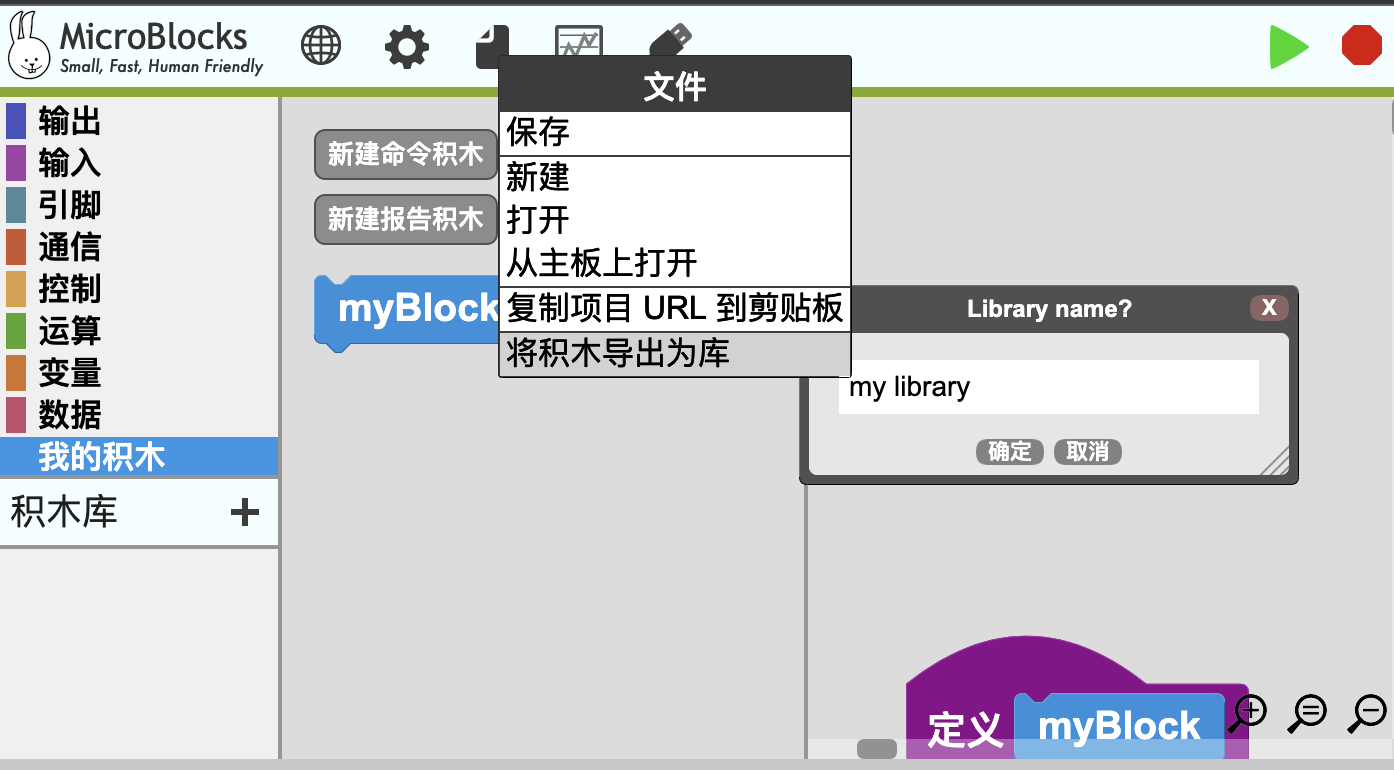 MicroBlocks
Small, Fast, Human Friendly
输出
输入
引脚
通信
控制
运算
变量
数据
我的积木
积木库
新建命令积木
新建报告积木
myBlock
文件
保存
新建
打开
从主板上打开
复制项目 URL 到剪贴板
将积木导出为库
Library name?
X
my library
确定
取消
定义 myBlock